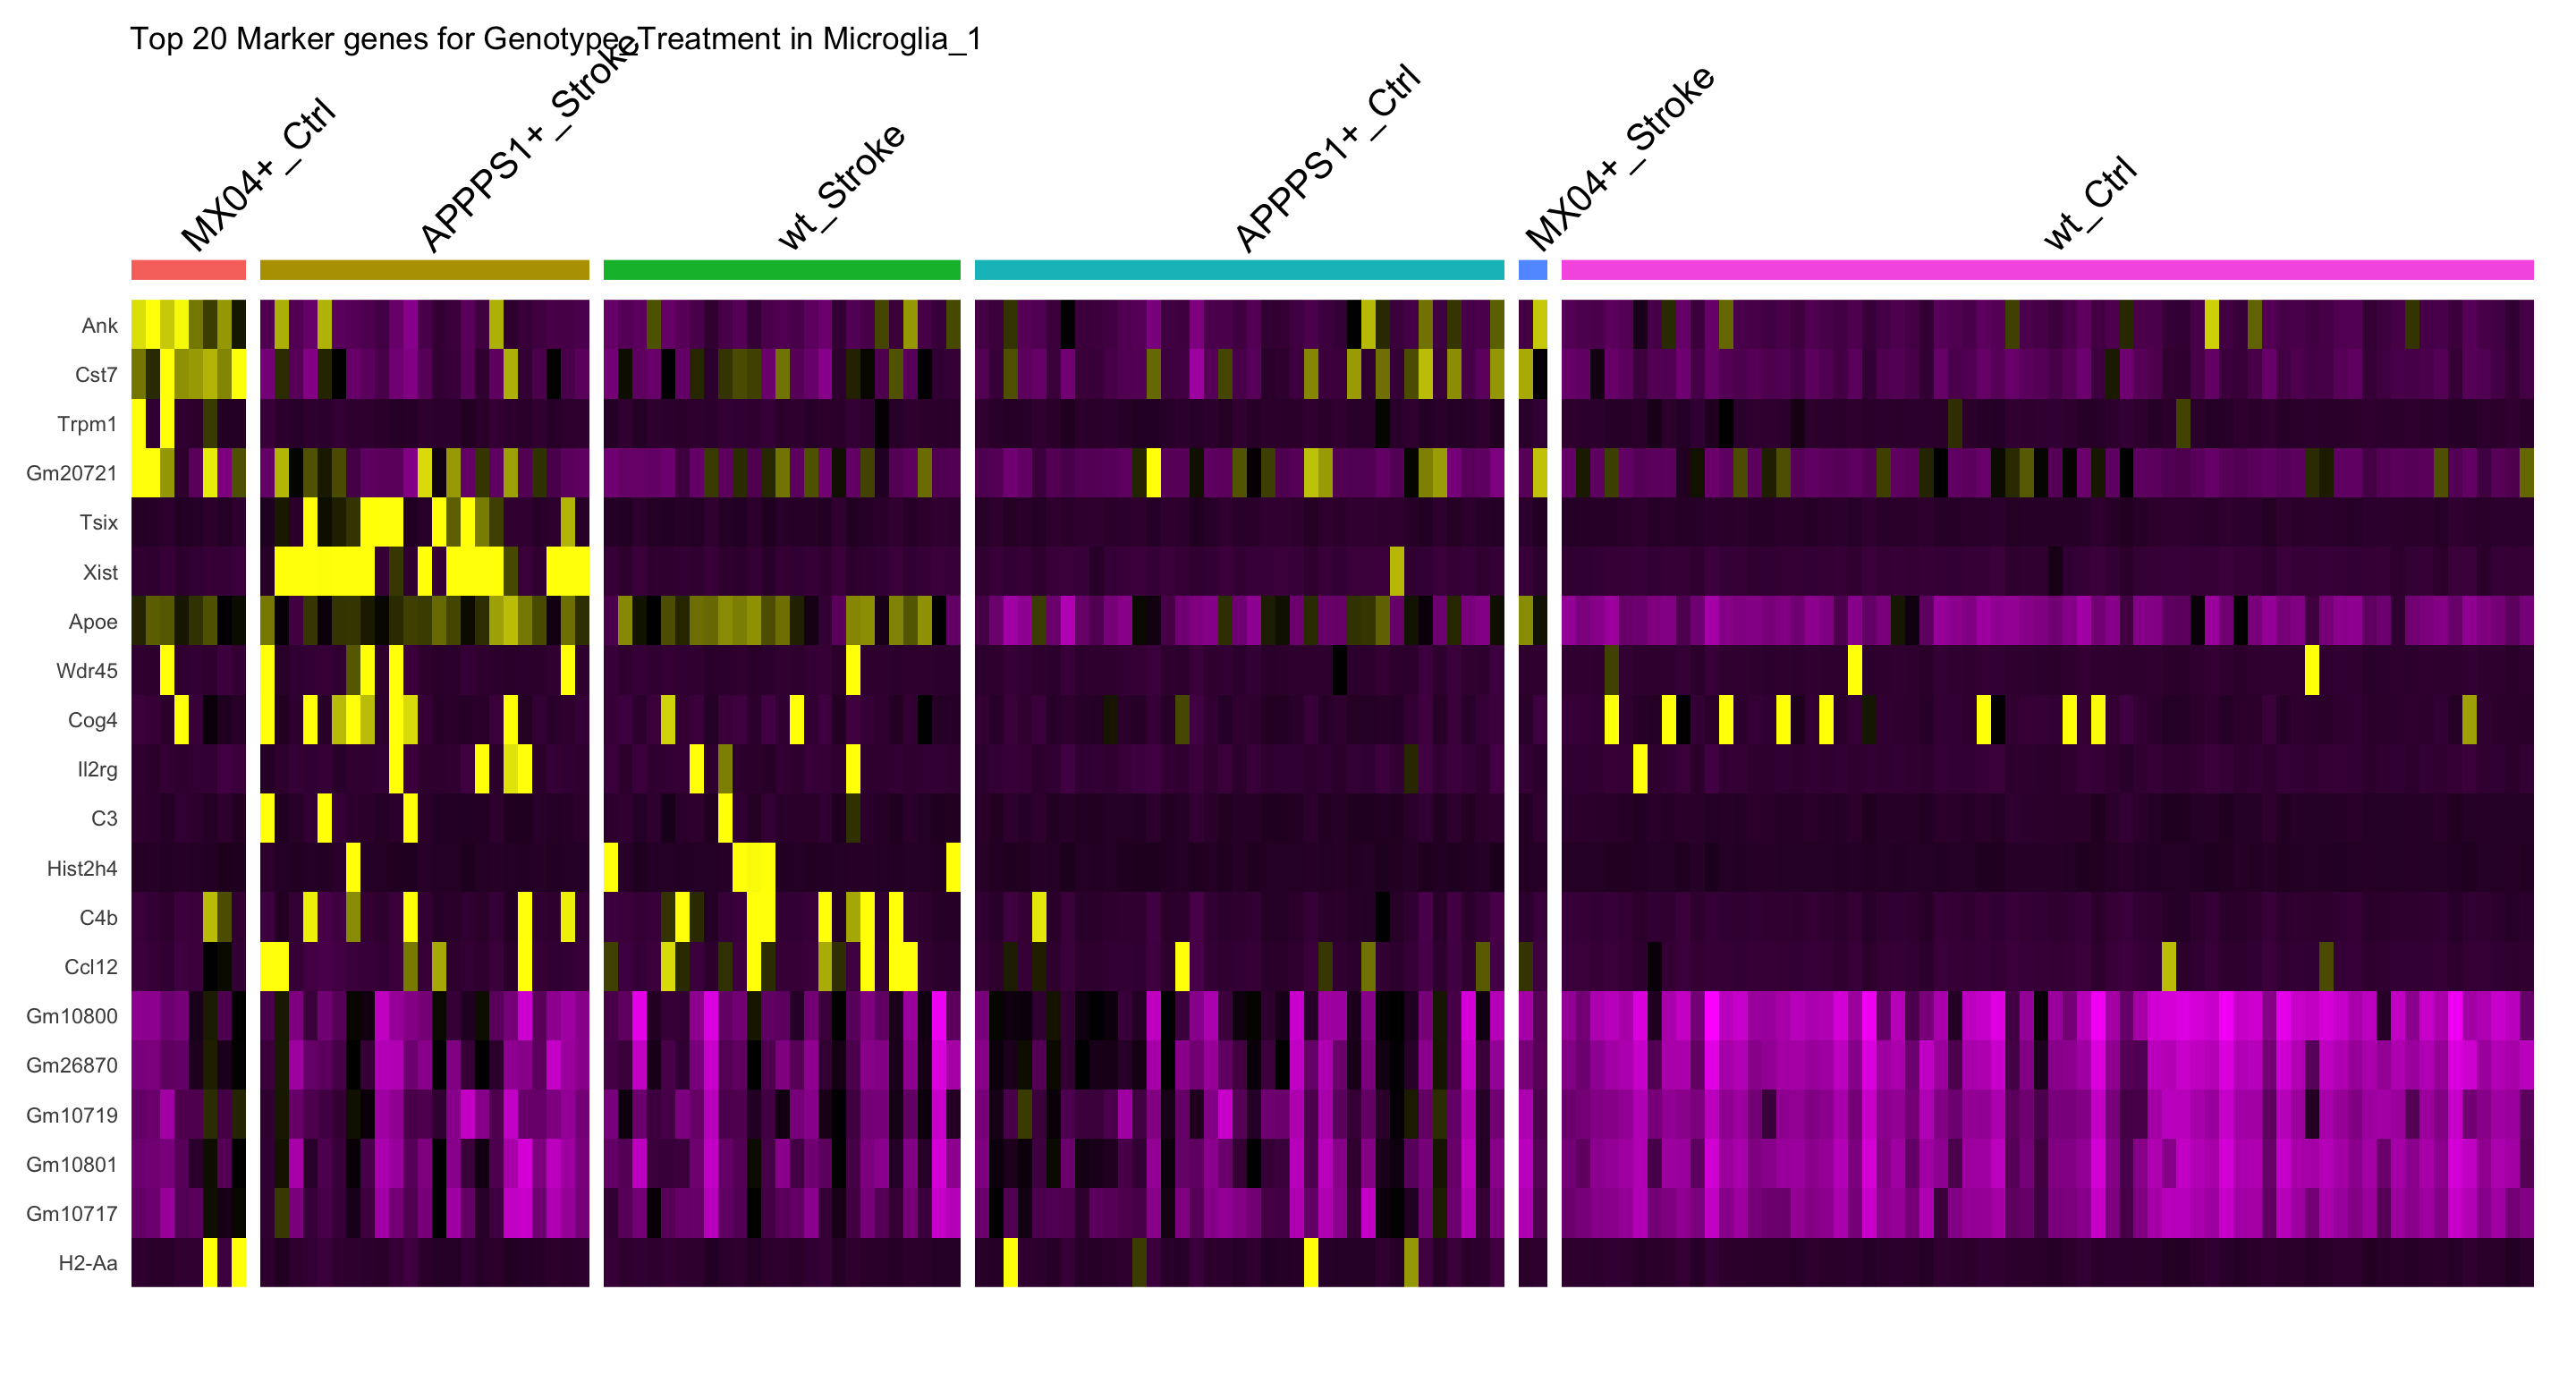 Top 20 Marker genes for Genotype_Treatment in Microglia_1
MX04+_Ctrl
APPPS1+_Stroke
wt_Stroke
APPPS1+_Ctrl
MX04+_Stroke
wt_Ctrl
Ank
Cst7
Trpm1
Gm20721
Tsix
Xist
Apoe
Wdr45
Cog4
Il2rg
C3
Hist2h4
C4b
Ccl12
Gm10800
Gm26870
Gm10719
Gm10801
Gm10717
H2-Aa